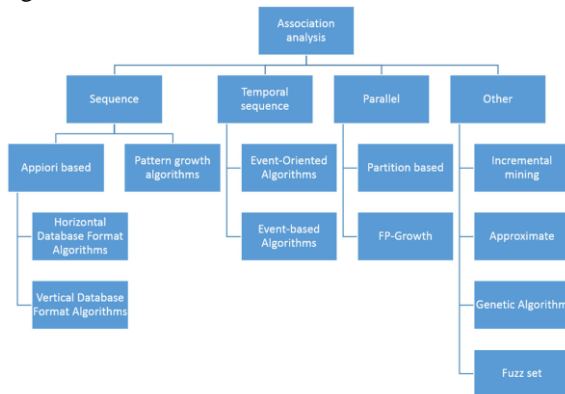 Association
analysis
Sequence
Temporal
sequence
Parallel
Other
Appiori based
Pattern growth
algorithms
Event-Oriented
Algorithms
Partition based
Incremental
mining
Horizontal
Database Format
Algorithms
Event-based
Algorithms
FP-Growth
Approximate
Vertical Database
Format Algorithms
Genetic Algorithm
Fuzz set